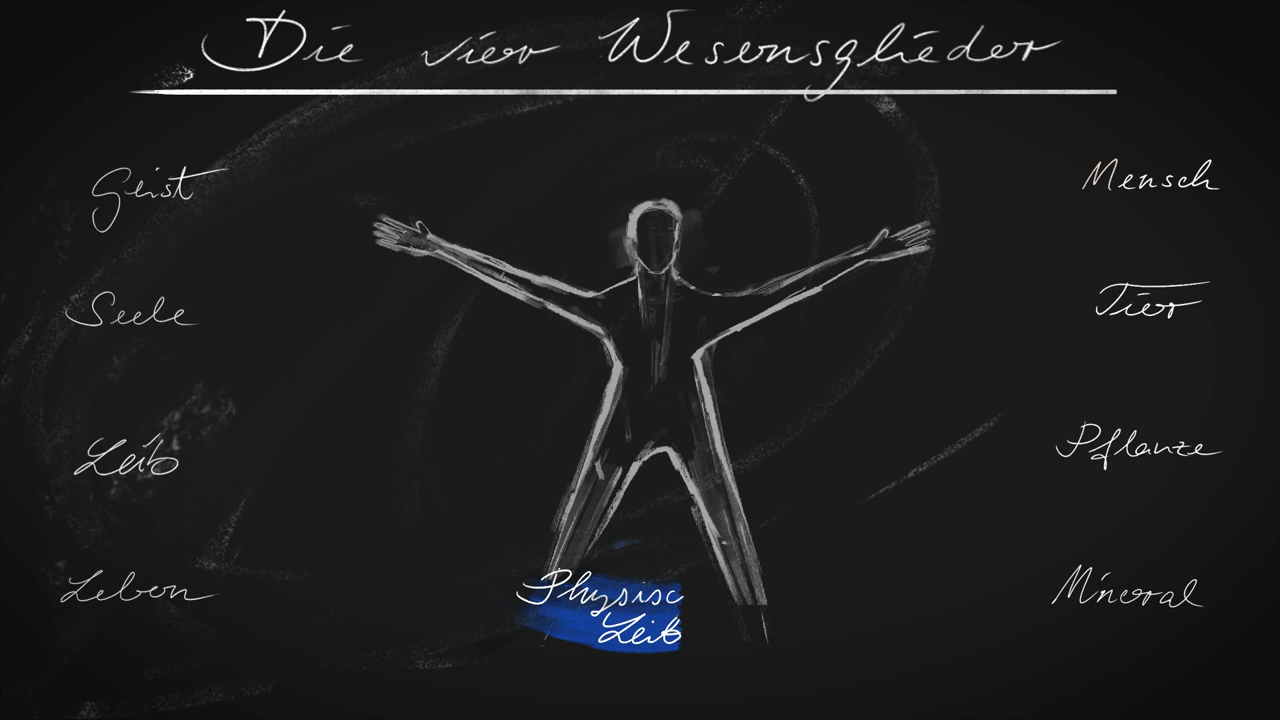 Die vier Wesensglieder
Geist
Mensch
Seele
Tier
Leib
Pflanze
Leben
Mineral
Physisc
Leib